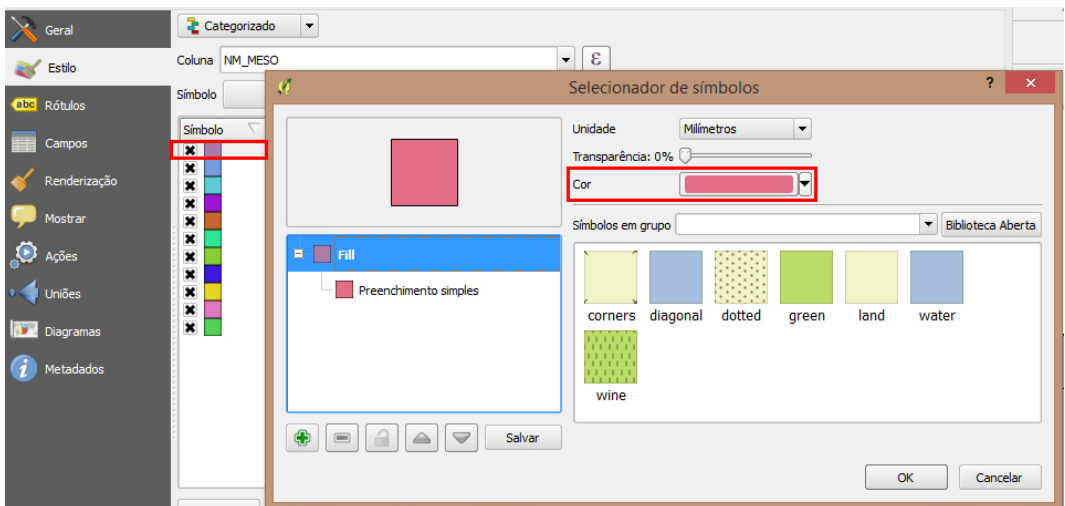 Geral
Estilo
abc Rótulos
Campos
Renderização
Mostrar
Ações
Uniões
Diagramas
i Metadados
Categorizado
Coluna NM_MESO ε
Símbolo
Símbolo
Selecionador de símbolos ? ×
Unidade Milímetros
Transparência: 0%
Cor
Símbolos em grupo Biblioteca Aberta
Fill
Preenchimento simples
corners diagonal dotted green land water
wine
Salvar
OK Cancelar